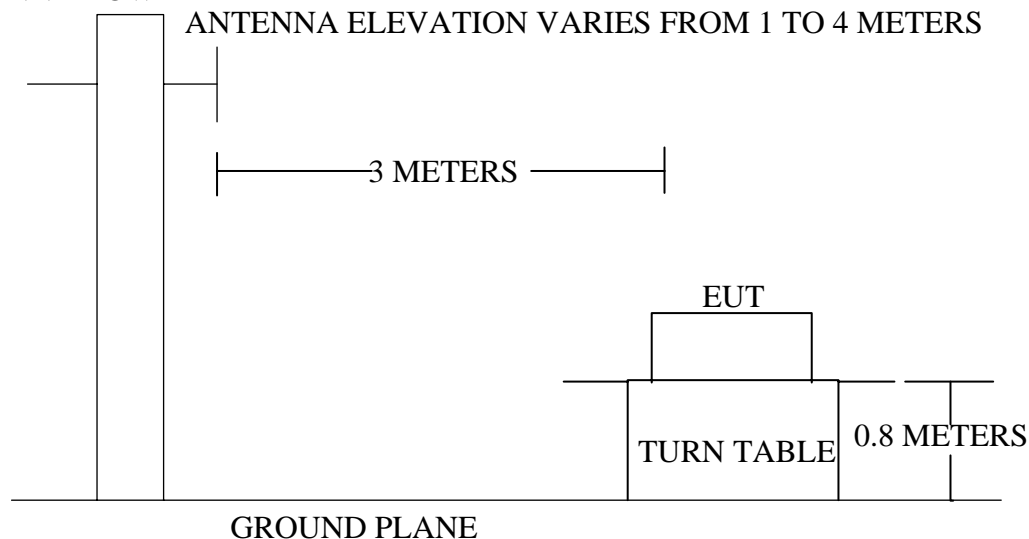 ANTENNA ELEVATION VARIES FROM 1 TO 4 METERS
3 METERS
EUT
0.8 METERS
TURN TABLE
GROUND PLANE